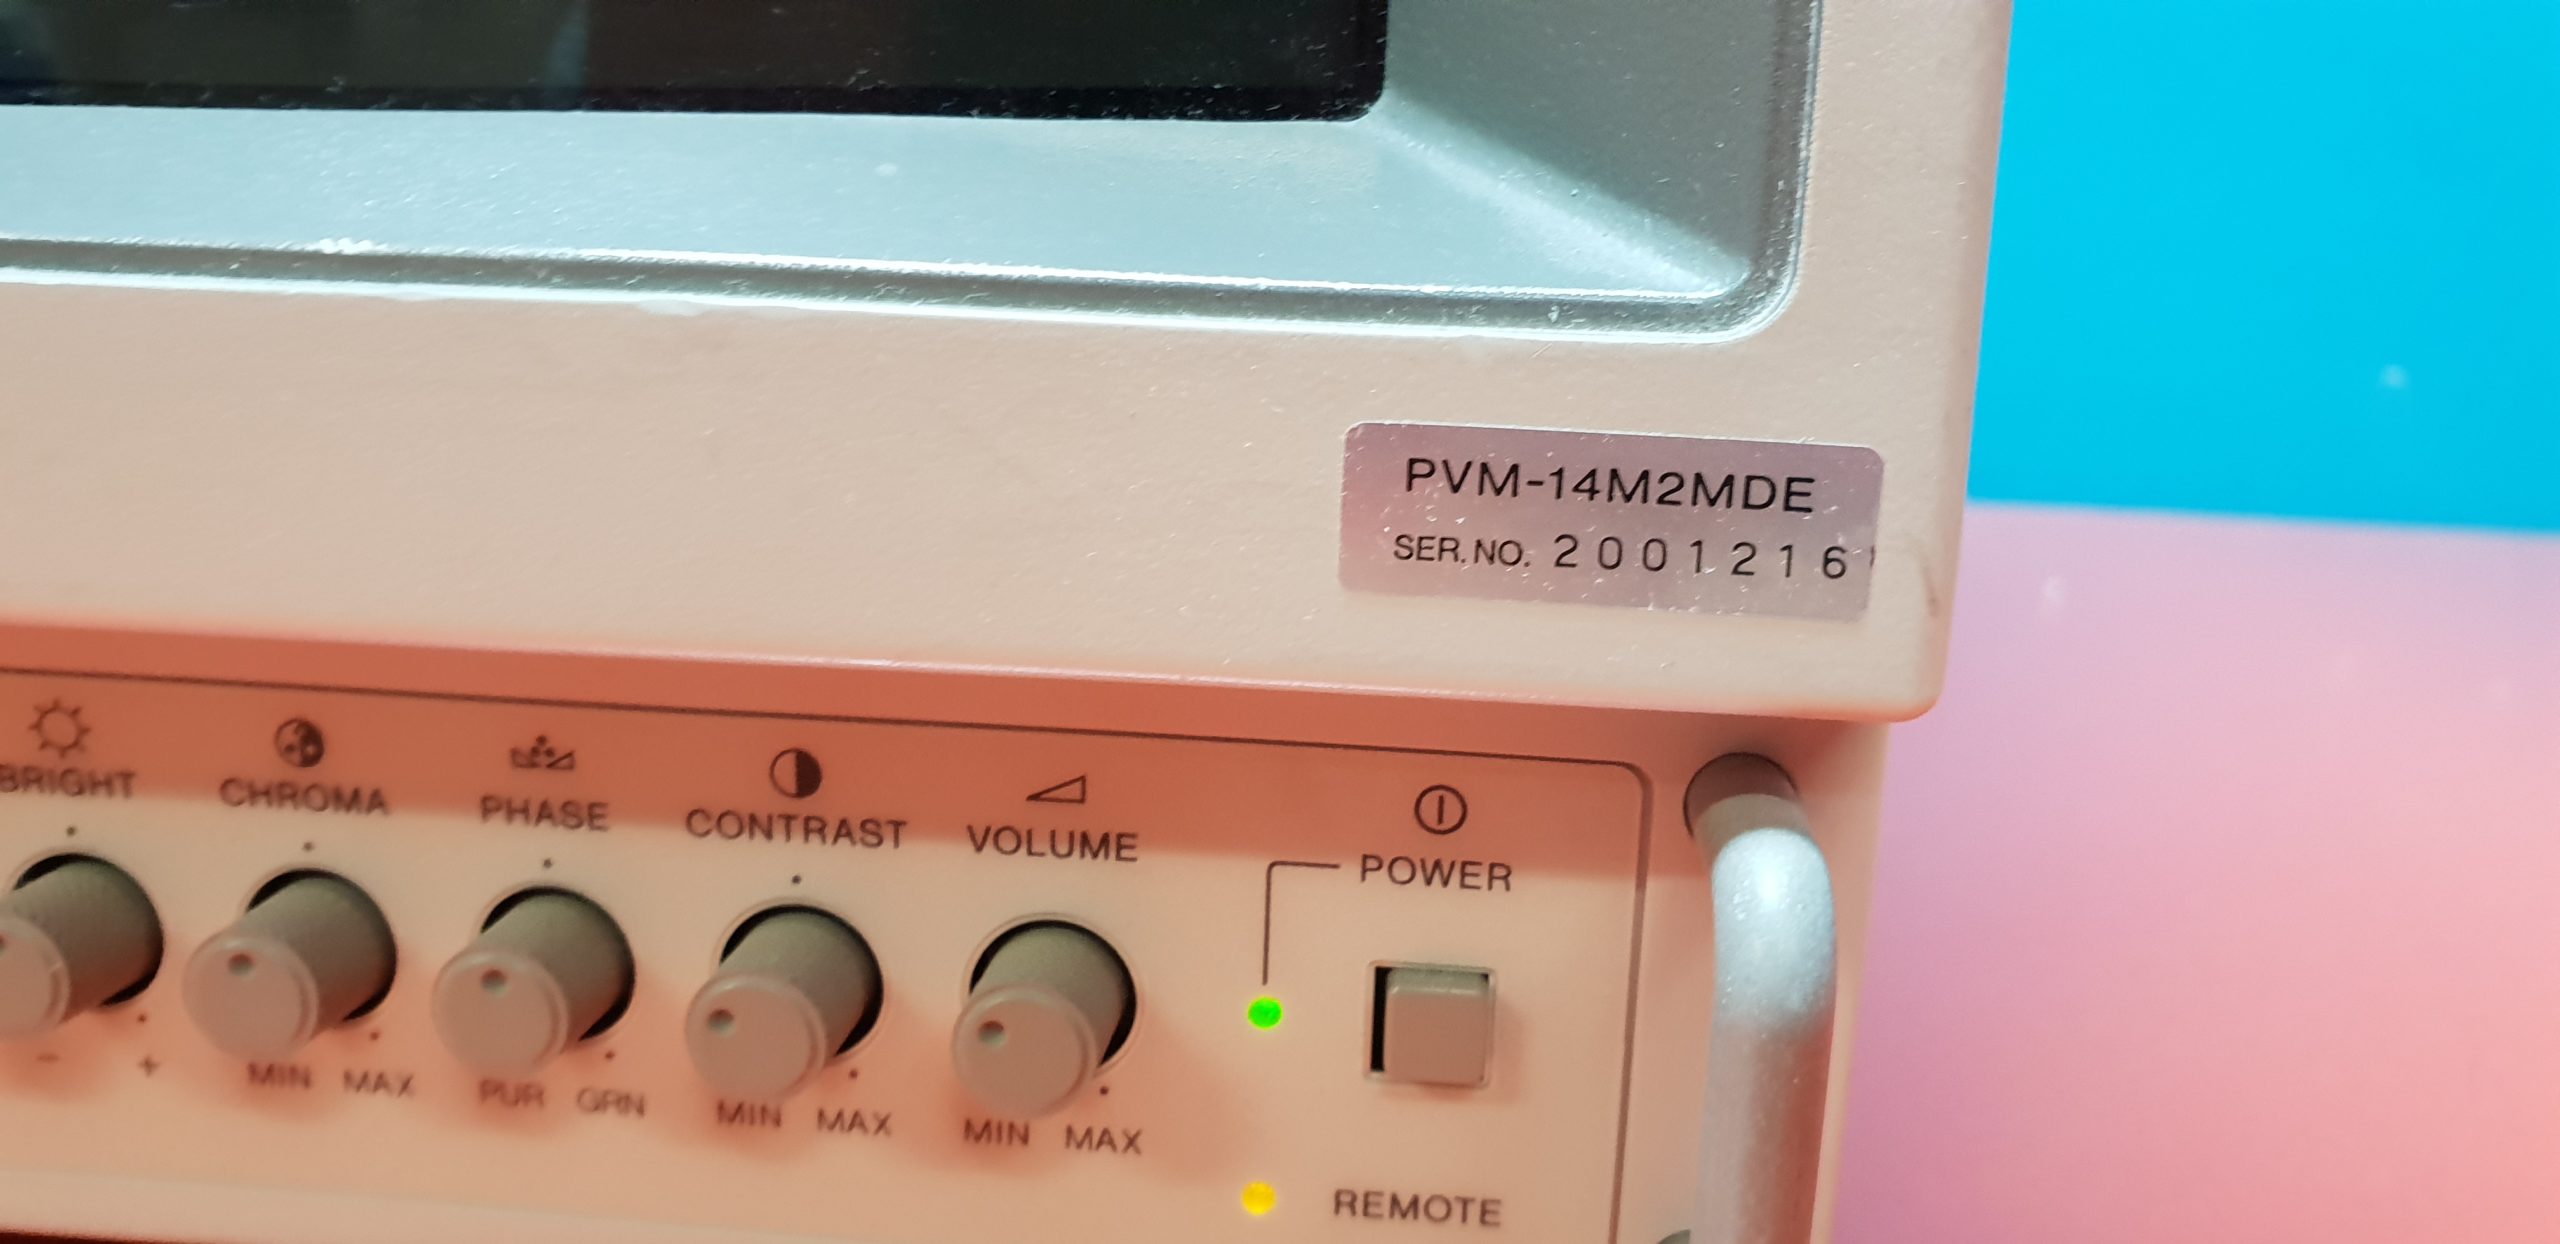 PVM-14M2MDE
SER. NO. 2001216
BRIGHT
CHROMA
PHASE
CONTRAST
VOLUME
POWER
- +
MIN MAX
PUR GRN
MIN MAX
MIN MAX
REMOTE